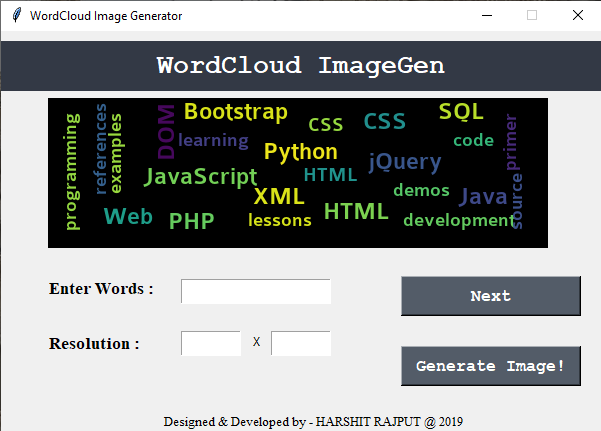 WordCloud Image Generator
WordCloud ImageGen
programming
references
examples
DOM
Bootstrap
learning
CSS
CSS
SQL
code
primer
Python
jQuery
JavaScript
HTML
demos
Java
source
XML
HTML
Web
PHP
lessons
development
Enter Words :
Next
Resolution :
X
Generate Image!
Designed & Developed by - HARSHIT RAJPUT @ 2019